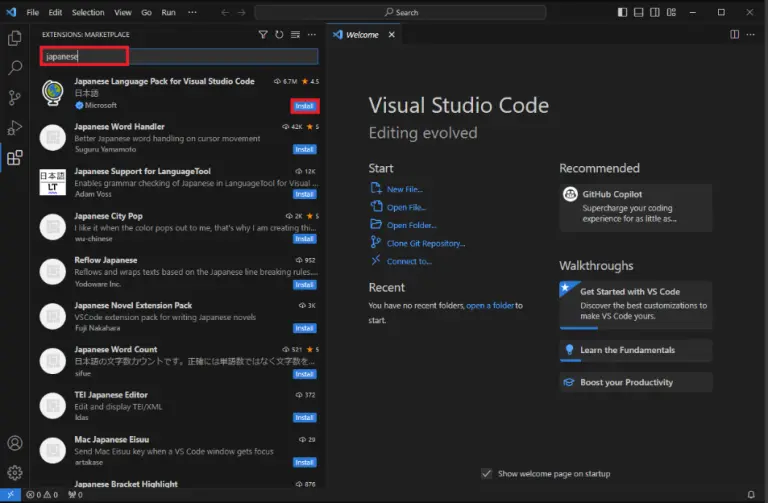 File Edit Selection View Go Run ··· Search
EXTENSIONS: MARKETPLACE
japanese
Japanese Language Pack for Visual Studio Code 6.7M ★ 4.5
日本語
Microsoft Install
Japanese Word Handler 42K ★ 5
Better Japanese word handling on cursor movement
Suguru Yamamoto Install
日本語
LT
Japanese Support for LanguageTool 12K
Enables grammar checking of Japanese in LanguageTool for Visual ...
Adam Voss Install
Japanese City Pop 2K ★ 5
I like it when the color pops out to me, that's why I am creating thi...
wu-chinese Install
Reflow Japanese 952
Reflows and wraps texts based on the Japanese line breaking rules...
Yodoware Inc. Install
Japanese Novel Extension Pack 3K
VSCode extension pack for writing Japanese novels
Fuji Nakahara Install
Japanese Word Count 521 ★ 5
日本語の文字数カウントです。正確には単語数ではなく文字数を...
sifue Install
TEI Japanese Editor 372
Edit and display TEI/XML
Install
Mac Japanese Eisuu 29
Send Mac Eisuu key when a VS Code window gets focus
artakase Install
Japanese Bracket Highlight 876
Welcome
Visual Studio Code
Editing evolved
Start
New File...
Open File...
Open Folder...
Clone Git Repository...
Connect to...
Recent
You have no recent folders, open a folder to
start.
Recommended
GitHub Copilot
Supercharge your coding
experience for as little as...
Walkthroughs
Get Started with VS Code
Discover the best customizations to
make VS Code yours.
Learn the Fundamentals
Boost your Productivity
Show welcome page on startup
0 0 0